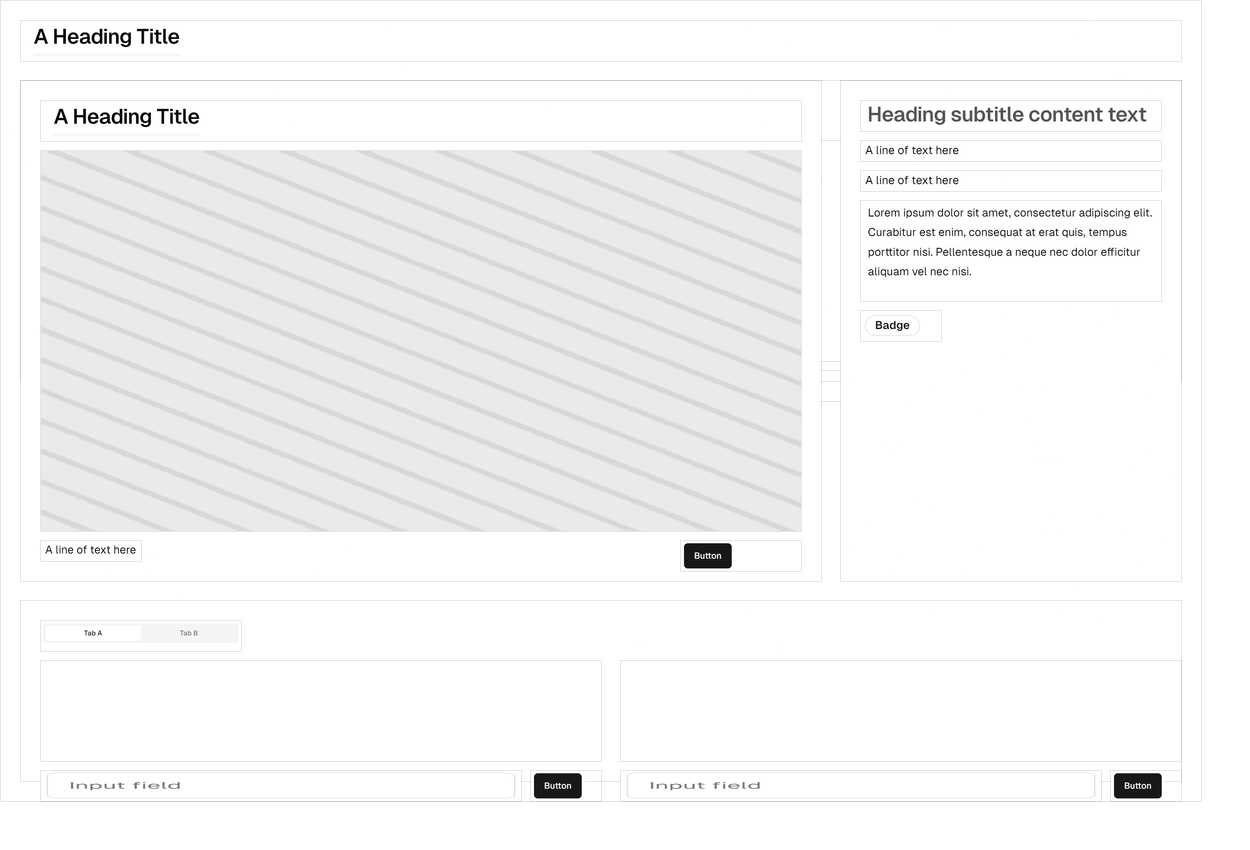 A Heading Title
A Heading Title
Heading subtitle content text
A line of text here
A line of text here
Lorem ipsum dolor sit amet, consectetur adipiscing elit.
Curabitur est enim, consequat at erat quis, tempus
porttitor nisi. Pellentesque a neque nec dolor efficitur
aliquam vel nec nisi.
Badge
A line of text here
Button
Tab A
Tab B
Input field
Button
Input field
Button